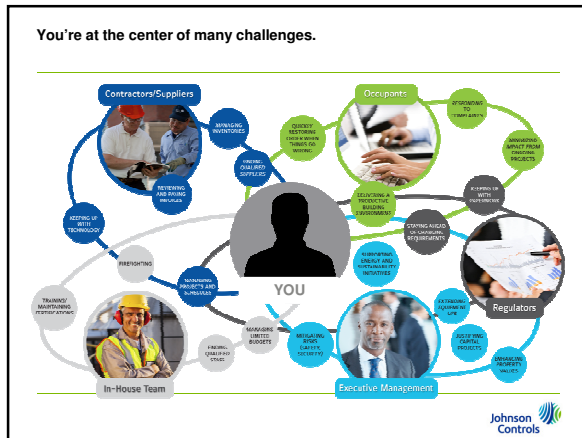 You're at the center of many challenges.
Contractors/Suppliers
Occupants
MANAGING
INVENTORIES
QUICKLY
RESTORING
ORDER WHEN
THINGS GO
WRONG
RESPONDING
TO
COMPLAINTS
MINIMIZING
IMPACT FROM
ONGOING
PROJECTS
FINDING
QUALIFIED
SUPPLIERS
REVIEWING
AND PAYING
INVOICES
DELIVERING A
PRODUCTIVE
BUILDING
ENVIRONMENT
KEEPING UP
WITH
PAPERWORK
KEEPING UP
WITH
TECHNOLOGY
STAYING AHEAD
OF CHANGING
REQUIREMENTS
SUPPORTING
ENERGY AND
SUSTAINABILITY
INITIATIVES
FIREFIGHTING
MANAGING
PROJECTS AND
SCHEDULES
YOU
Regulators
TRAINING/
MAINTAINING
CERTIFICATIONS
EXTENDING
EQUIPMENT
LIFE
MANAGING
LIMITED
BUDGETS
MITIGATING
RISKS
(SAFETY,
SECURITY)
JUSTIFYING
CAPITAL
PROJECTS
FINDING
QUALIFIED
STAFF
ENHANCING
PROPERTY
VALUES
In-House Team
Executive Management
Johnson
Controls